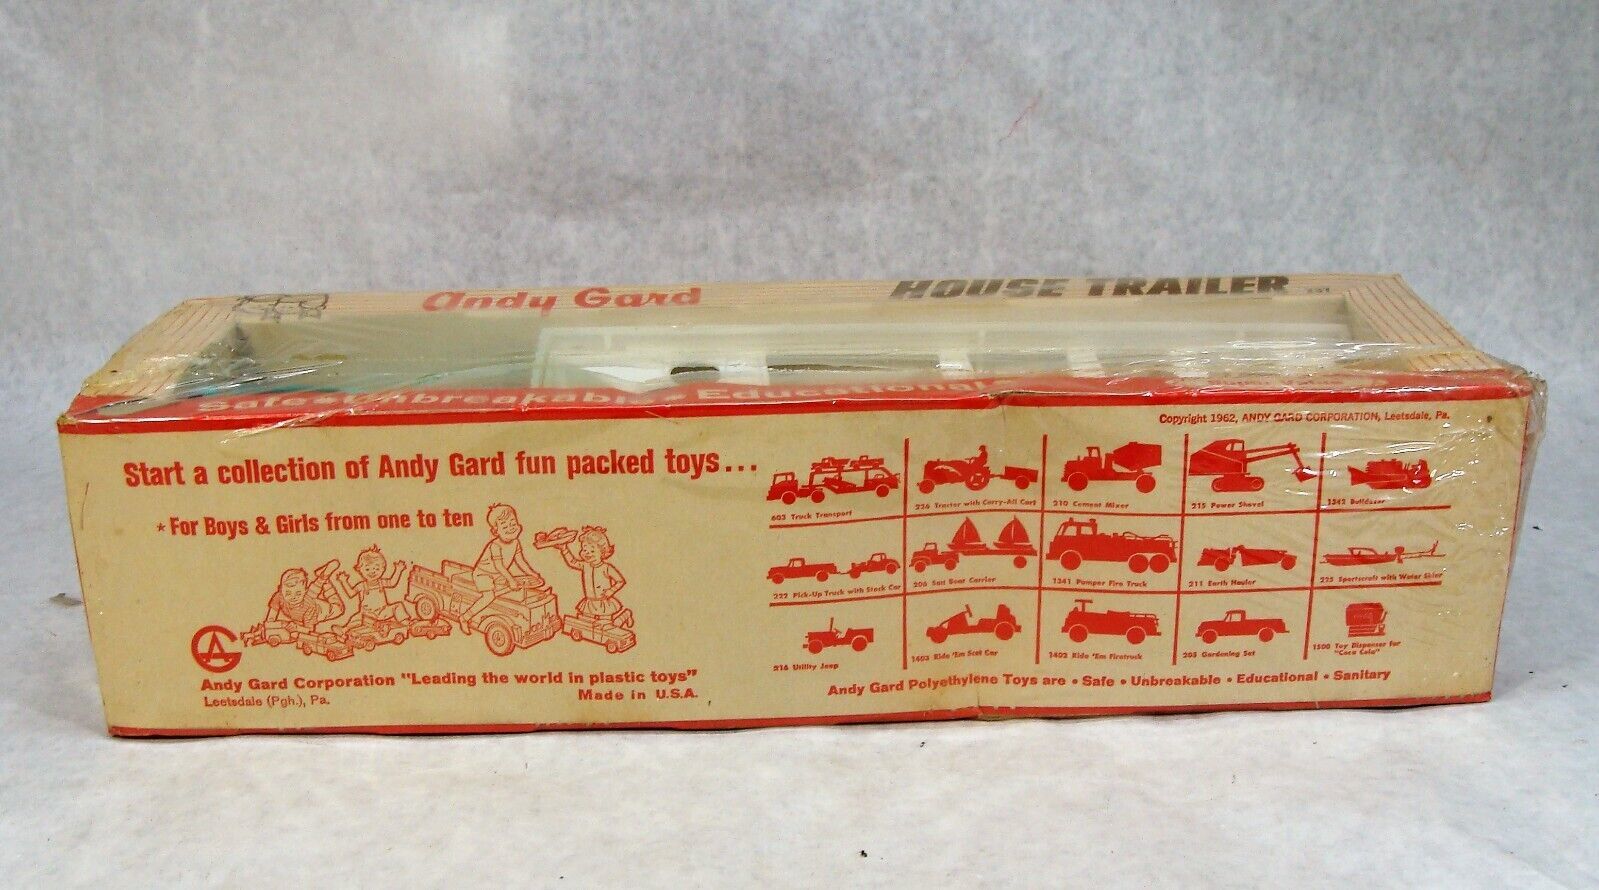 Andy Gard
HOUSE TRAILER
Safe • Unbreakable • Educational •
Copyright 1962, ANDY GARD CORPORATION, Leetsdale, Pa.
Start a collection of Andy Gard fun packed toys...
* For Boys & Girls from one to ten
603 Truck Transport
226 Tractor with Carry-All Cart
210 Cement Mixer
215 Power Shovel
1342 Bulldozer
222 Pick-Up Truck with Stock Car
206 Sail Boat Carrier
1341 Pumper Fire Truck
211 Earth Hauler
225 Sportscraft with Water Skier
216 Utility Jeep
1403 Ride 'Em Scat Car
1402 Ride 'Em Firetruck
205 Gardening Set
1500 Toy Dispenser for
"Coca Cola"
AG
Andy Gard Corporation "Leading the world in plastic toys"
Leetsdale (Pgh.), Pa.
Made in U.S.A.
Andy Gard Polyethylene Toys are • Safe • Unbreakable • Educational • Sanitary